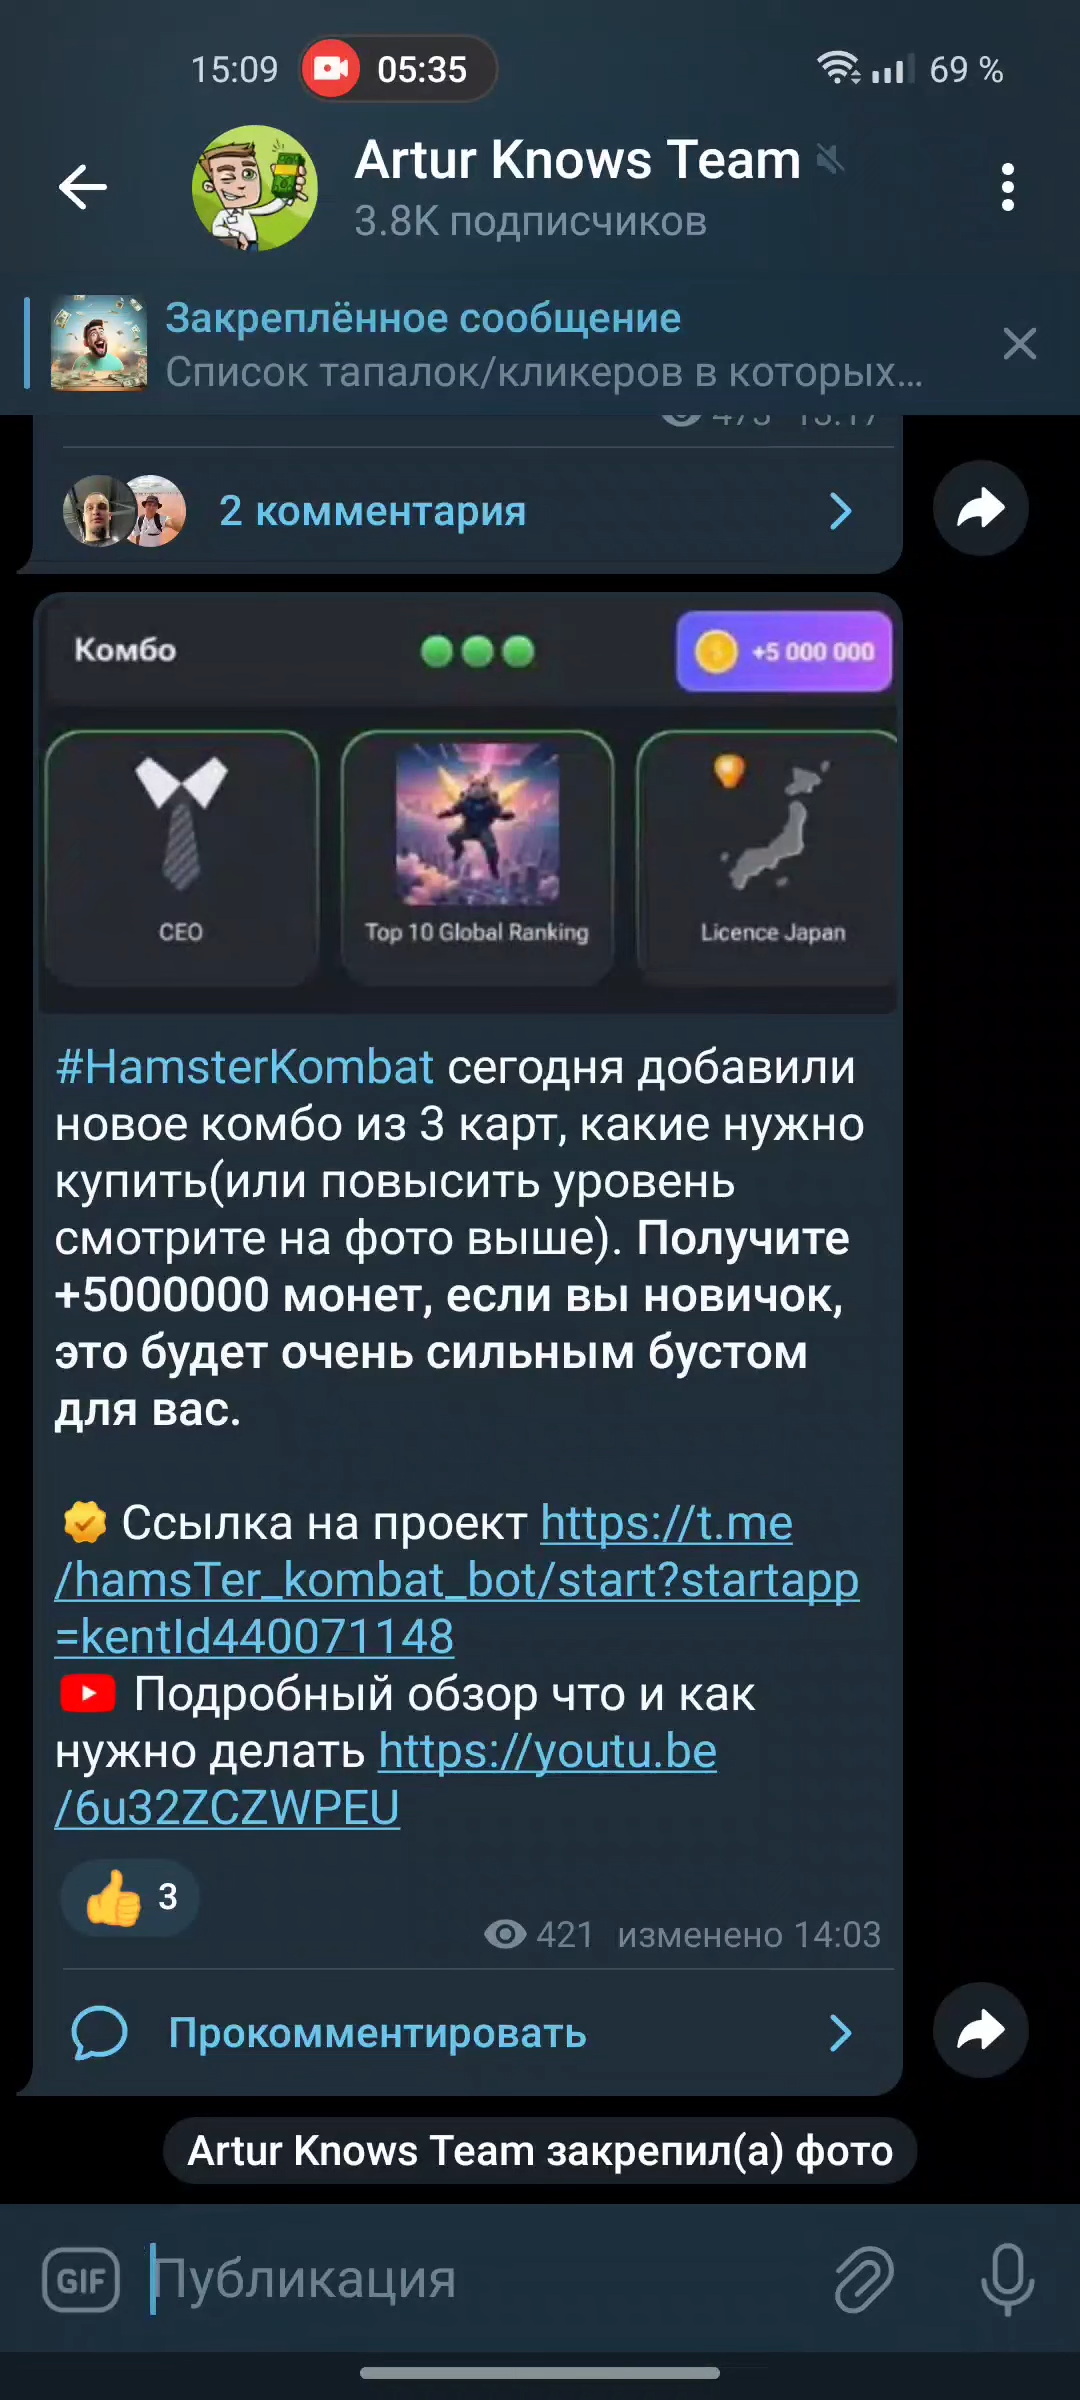 15:09 05:35 69 %
Artur Knows Team
3.8K подписчиков
Закреплённое сообщение
Список тапалок/кликеров в которых...
2 комментария
Комбо +5 000 000
CEO Top 10 Global Ranking Licence Japan
#HamsterKombat сегодня добавили
новое комбо из 3 карт, какие нужно
купить(или повысить уровень
смотрите на фото выше). Получите
+5000000 монет, если вы новичок,
это будет очень сильным бустом
для вас.
Ссылка на проект https://t.me
/hamsTer_kombat_bot/start?startapp
=kentId440071148
Подробный обзор что и как
нужно делать https://youtu.be
/6u32ZCZWPEU
3
421 изменено 14:03
Прокомментировать
Artur Knows Team закрепил(а) фото
GIF Публикация